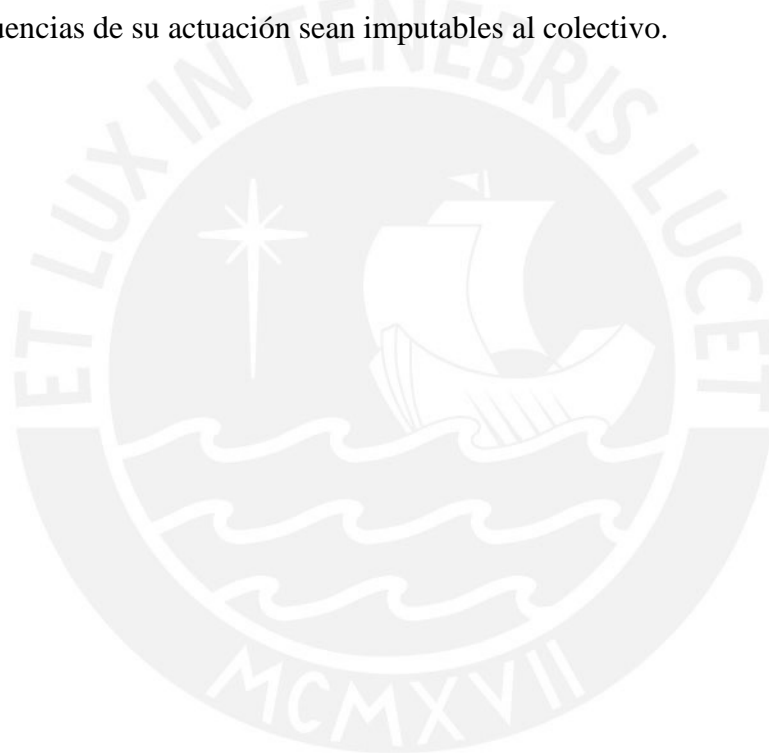 uencias de su actuación sean imputables al colectivo.
ET LUX IN TENEBRIS LUCET
MCMXVII